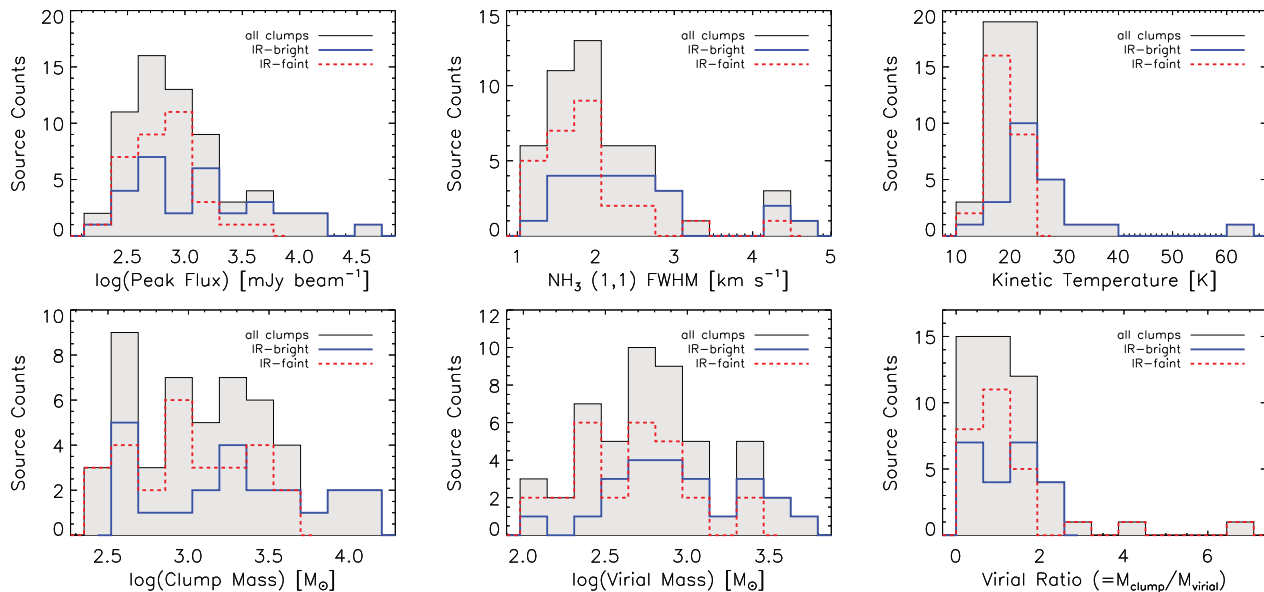 20
15
10
5
0
Source Counts
all clumps
IR-bright
IR-faint
2.5 3.0 3.5 4.0 4.5
log(Peak Flux) [mJy beam⁻¹]
15
10
5
0
Source Counts
all clumps
IR-bright
IR-faint
1 2 3 4 5
NH₃ (1,1) FWHM [km s⁻¹]
20
15
10
5
0
Source Counts
all clumps
IR-bright
IR-faint
10 20 30 40 50 60
Kinetic Temperature [K]
10
8
6
4
2
0
Source Counts
all clumps
IR-bright
IR-faint
2.5 3.0 3.5 4.0
log(Clump Mass) [M⊙]
12
10
8
6
4
2
0
Source Counts
all clumps
IR-bright
IR-faint
2.0 2.5 3.0 3.5
log(Virial Mass) [M⊙]
15
10
5
0
Source Counts
all clumps
IR-bright
IR-faint
0 2 4 6
Virial Ratio (=M_clump/M_virial)